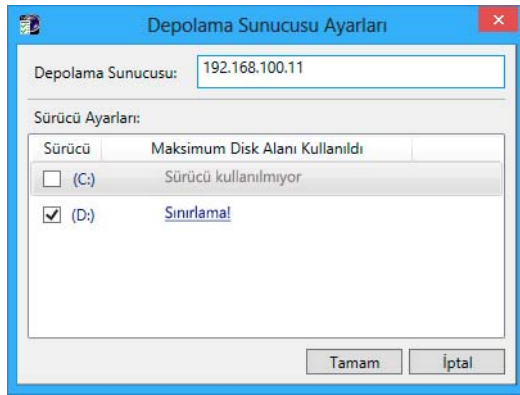 Depolama Sunucusu Ayarları
Depolama Sunucusu: 192.168.100.11
Sürücü Ayarları:
Sürücü Maksimum Disk Alanı Kullanıldı
(C:) Sürücü kullanılmıyor
(D:) Sınırlama!
Tamam İptal